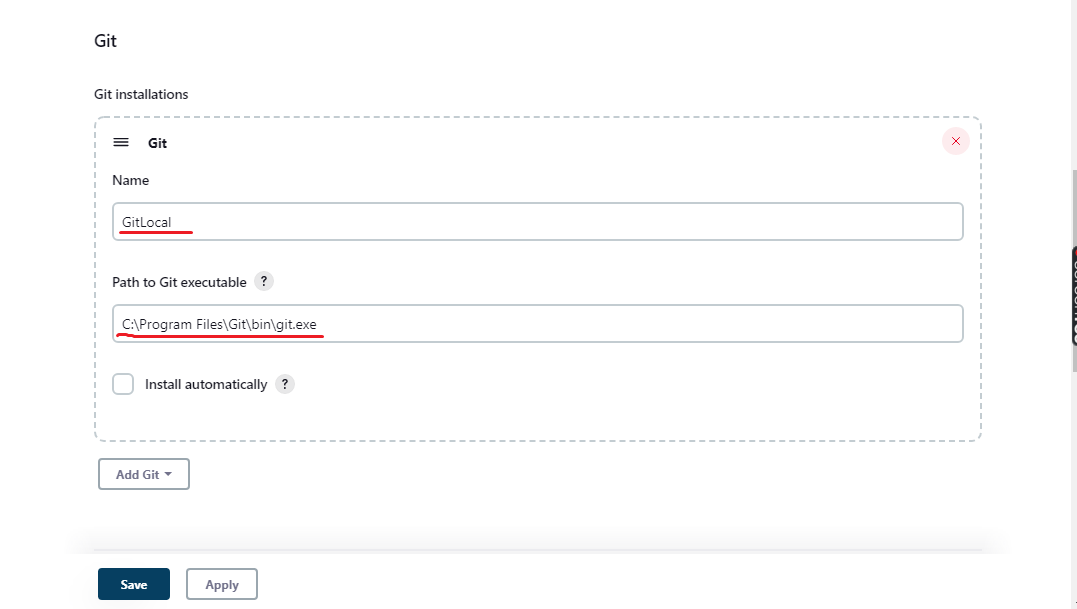 Git
Git installations
Git
Name
GitLocal
Path to Git executable ?
C:\Program Files\Git\bin\git.exe
Install automatically ?
Add Git
Save
Apply